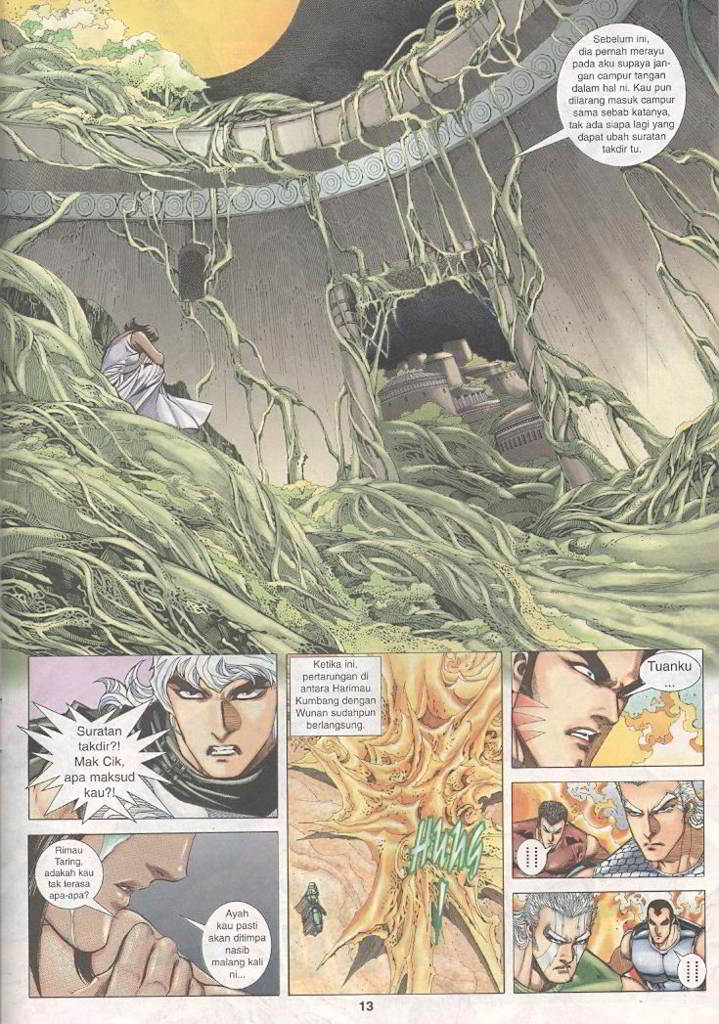 Sebelum ini,
dia pernah merayu
pada aku supaya jan-
gan campur tangan
dalam hal ni. Kau pun
dilarang masuk campur
sama sebab katanya,
tak ada siapa lagi yang
dapat ubah suratan
takdir tu.
Suratan
takdir?!
Mak Cik,
apa maksud
kau?!
Rimau
Taring,
adakah kau
tak terasa
apa-apa?
Ayah
kau pasti
akan ditimpa
nasib
malang kali
ni...
Ketika ini,
pertarungan di
antara Harimau
Kumbang dengan
Wunan sudahpun
berlangsung.
HUNG
!
Tuanku
...
13